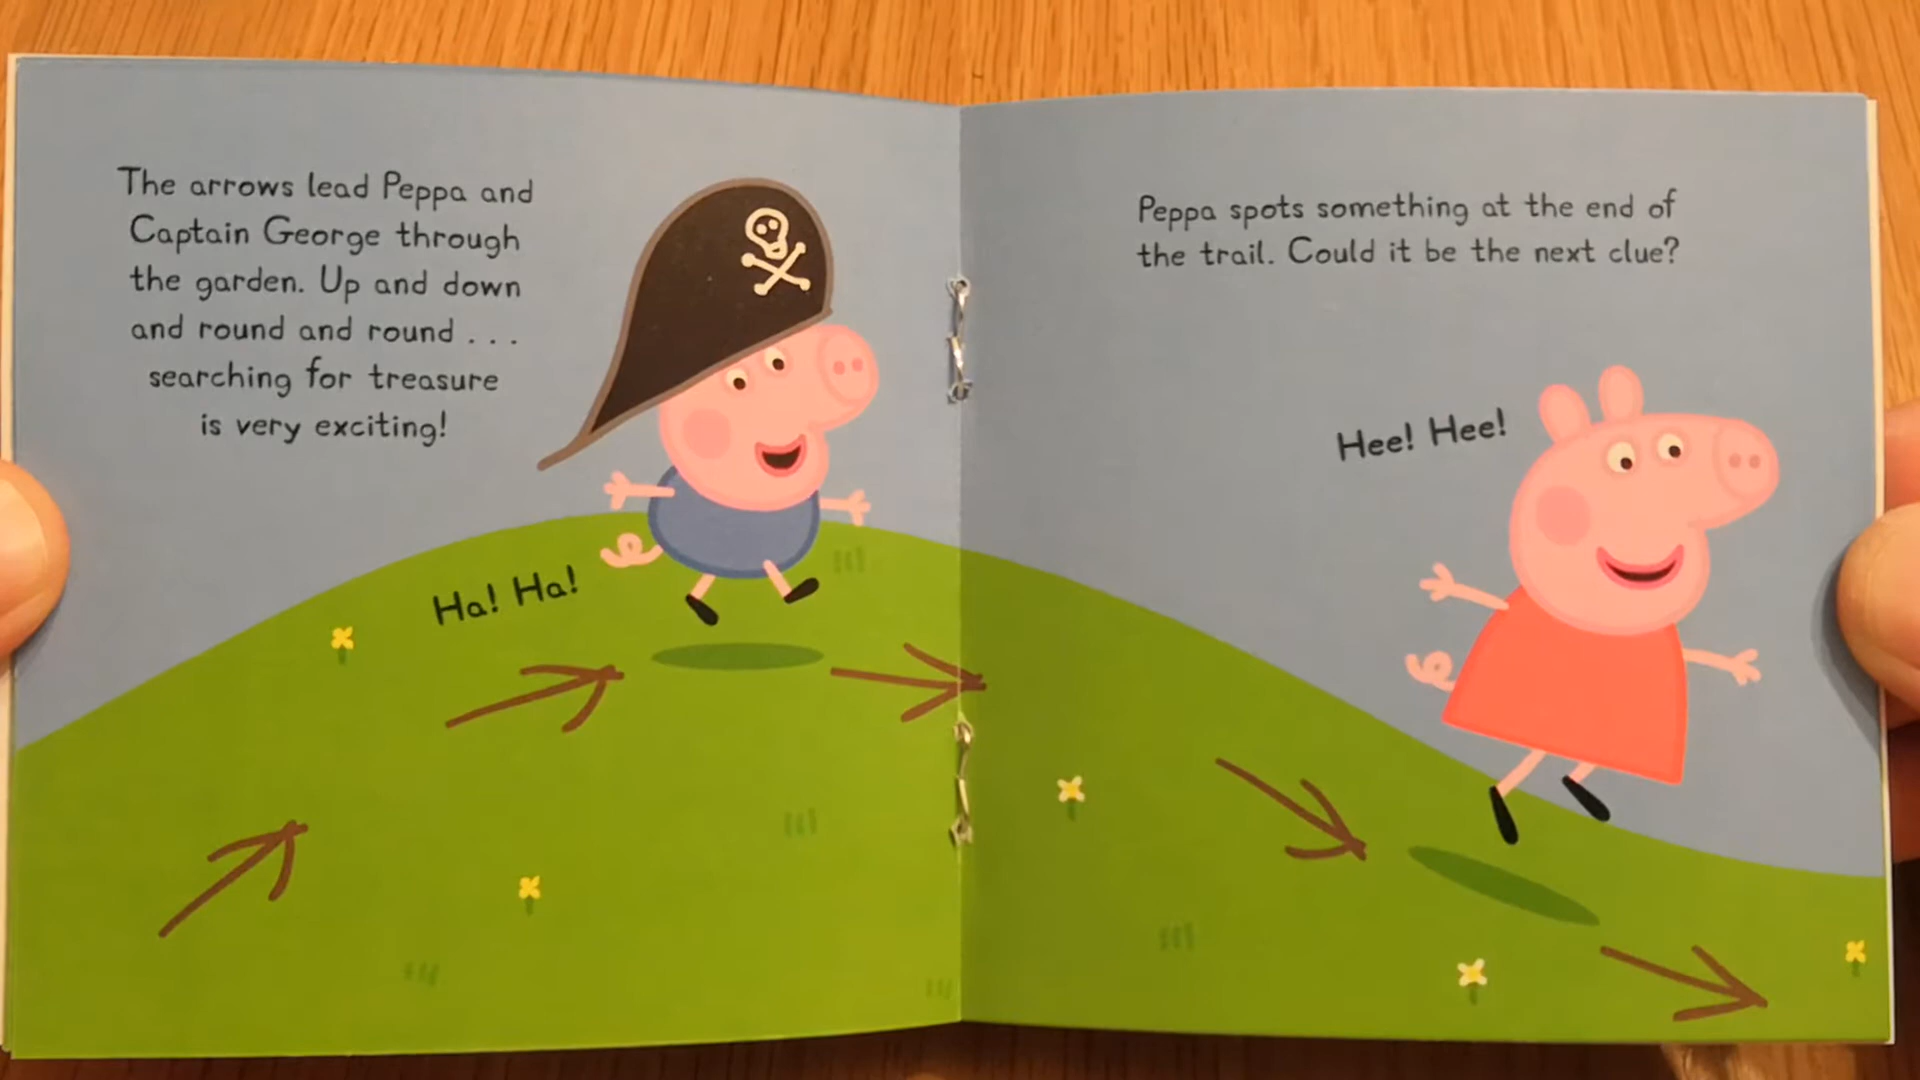 The arrows lead Peppa and
Captain George through
the garden. Up and down
and round and round . . .
searching for treasure
is very exciting!
Ha! Ha!
Peppa spots something at the end of
the trail. Could it be the next clue?
Hee! Hee!